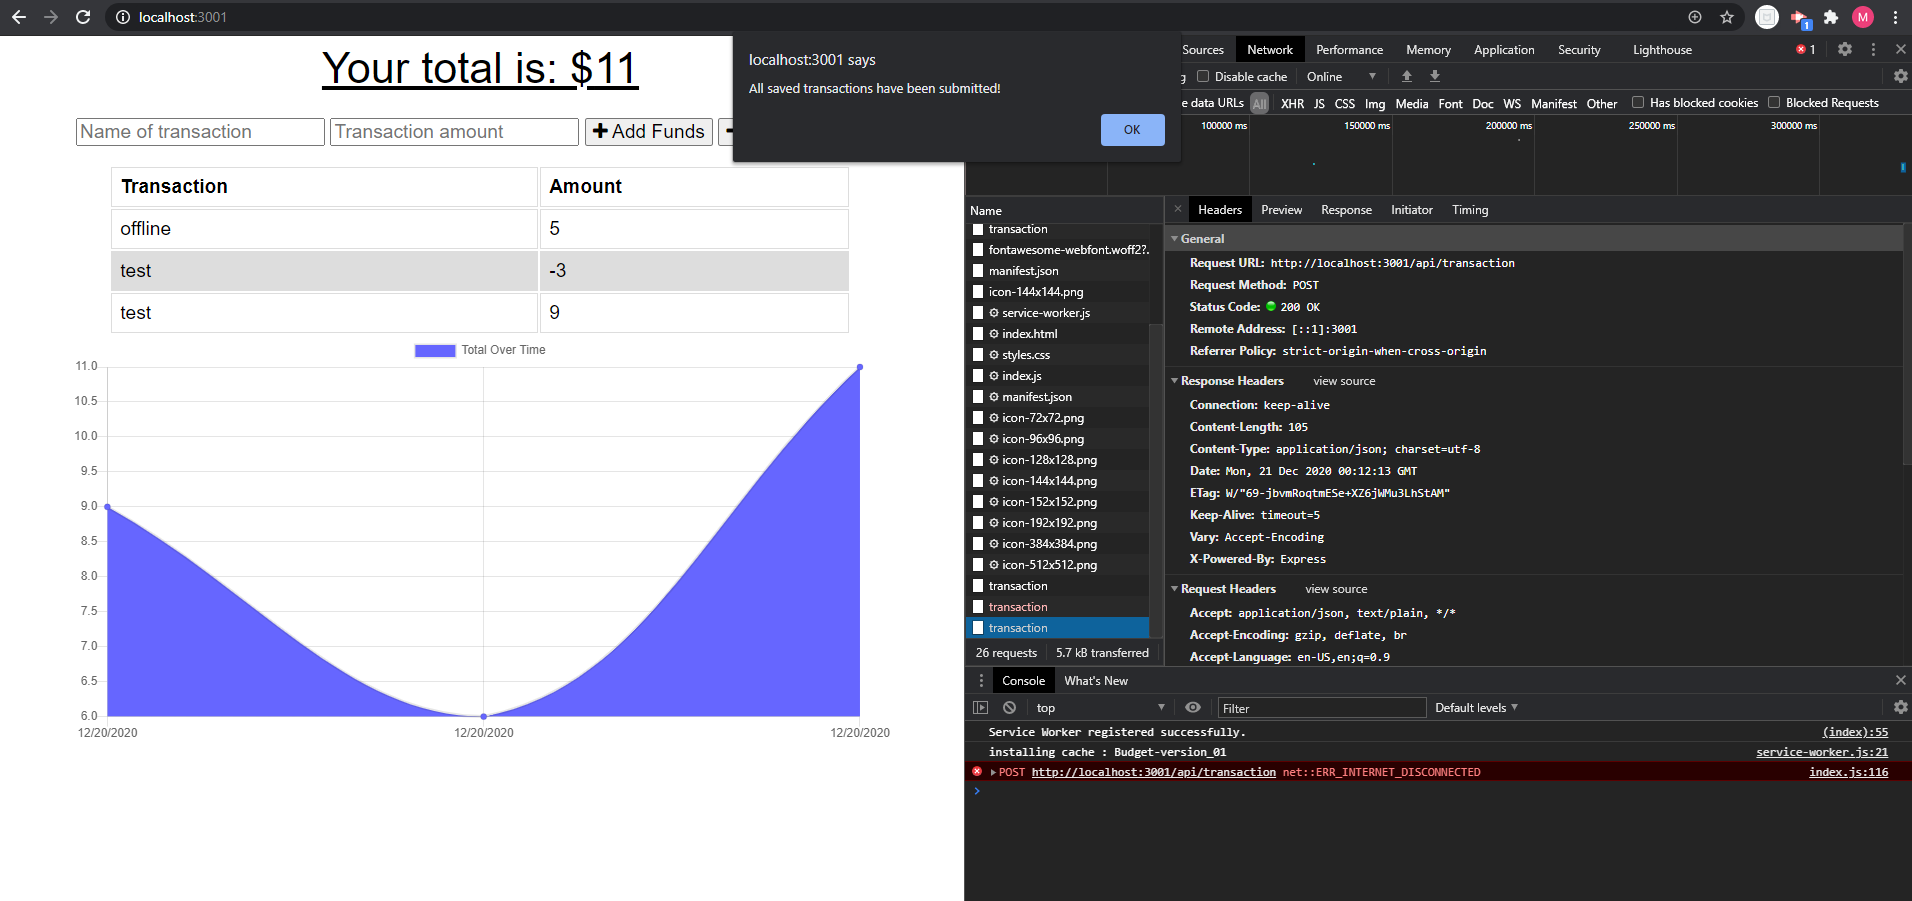 localhost:3001
M
1
Your total is: $11
Name of transaction
Transaction amount
Add Funds
Transaction Amount
offline 5
test -3
test 9
Total Over Time
11.0
10.5
10.0
9.5
9.0
8.5
8.0
7.5
7.0
6.5
6.0
12/20/2020 12/20/2020 12/20/2020
localhost:3001 says
All saved transactions have been submitted!
OK
Sources Network Performance Memory Application Security Lighthouse 1
Disable cache Online
e data URLs All XHR JS CSS Img Media Font Doc WS Manifest Other Has blocked cookies Blocked Requests
100000 ms 150000 ms 200000 ms 250000 ms 300000 ms
Name
transaction
fontawesome-webfont.woff2?.
manifest.json
icon-144x144.png
service-worker.js
index.html
styles.css
index.js
manifest.json
icon-72x72.png
icon-96x96.png
icon-128x128.png
icon-144x144.png
icon-152x152.png
icon-192x192.png
icon-384x384.png
icon-512x512.png
transaction
transaction
transaction
26 requests 5.7 kB transferred
Headers Preview Response Initiator Timing
General
Request URL: http://localhost:3001/api/transaction
Request Method: POST
Status Code: 200 OK
Remote Address: [::1]:3001
Referrer Policy: strict-origin-when-cross-origin
Response Headers view source
Connection: keep-alive
Content-Length: 105
Content-Type: application/json; charset=utf-8
Date: Mon, 21 Dec 2020 00:12:13 GMT
ETag: W/"69-jbvmRoqtmESe+XZ6jWMu3LhStAM"
Keep-Alive: timeout=5
Vary: Accept-Encoding
X-Powered-By: Express
Request Headers view source
Accept: application/json, text/plain, */*
Accept-Encoding: gzip, deflate, br
Accept-Language: en-US,en;q=0.9
Console What's New
top Filter Default levels
Service Worker registered successfully. (index):55
installing cache : Budget-version_01 service-worker.js:21
POST http://localhost:3001/api/transaction net::ERR_INTERNET_DISCONNECTED index.js:116